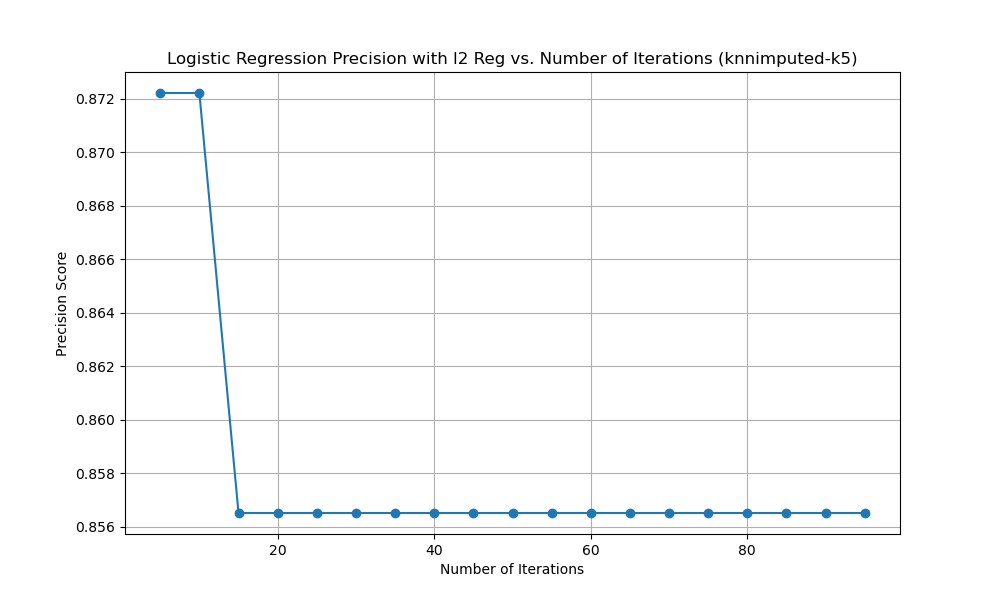 Logistic Regression Precision with l2 Reg vs. Number of Iterations (knnimputed-k5)
0.872
0.870
0.868
0.866
0.864
0.862
0.860
0.858
0.856
Precision Score
20 40 60 80
Number of Iterations